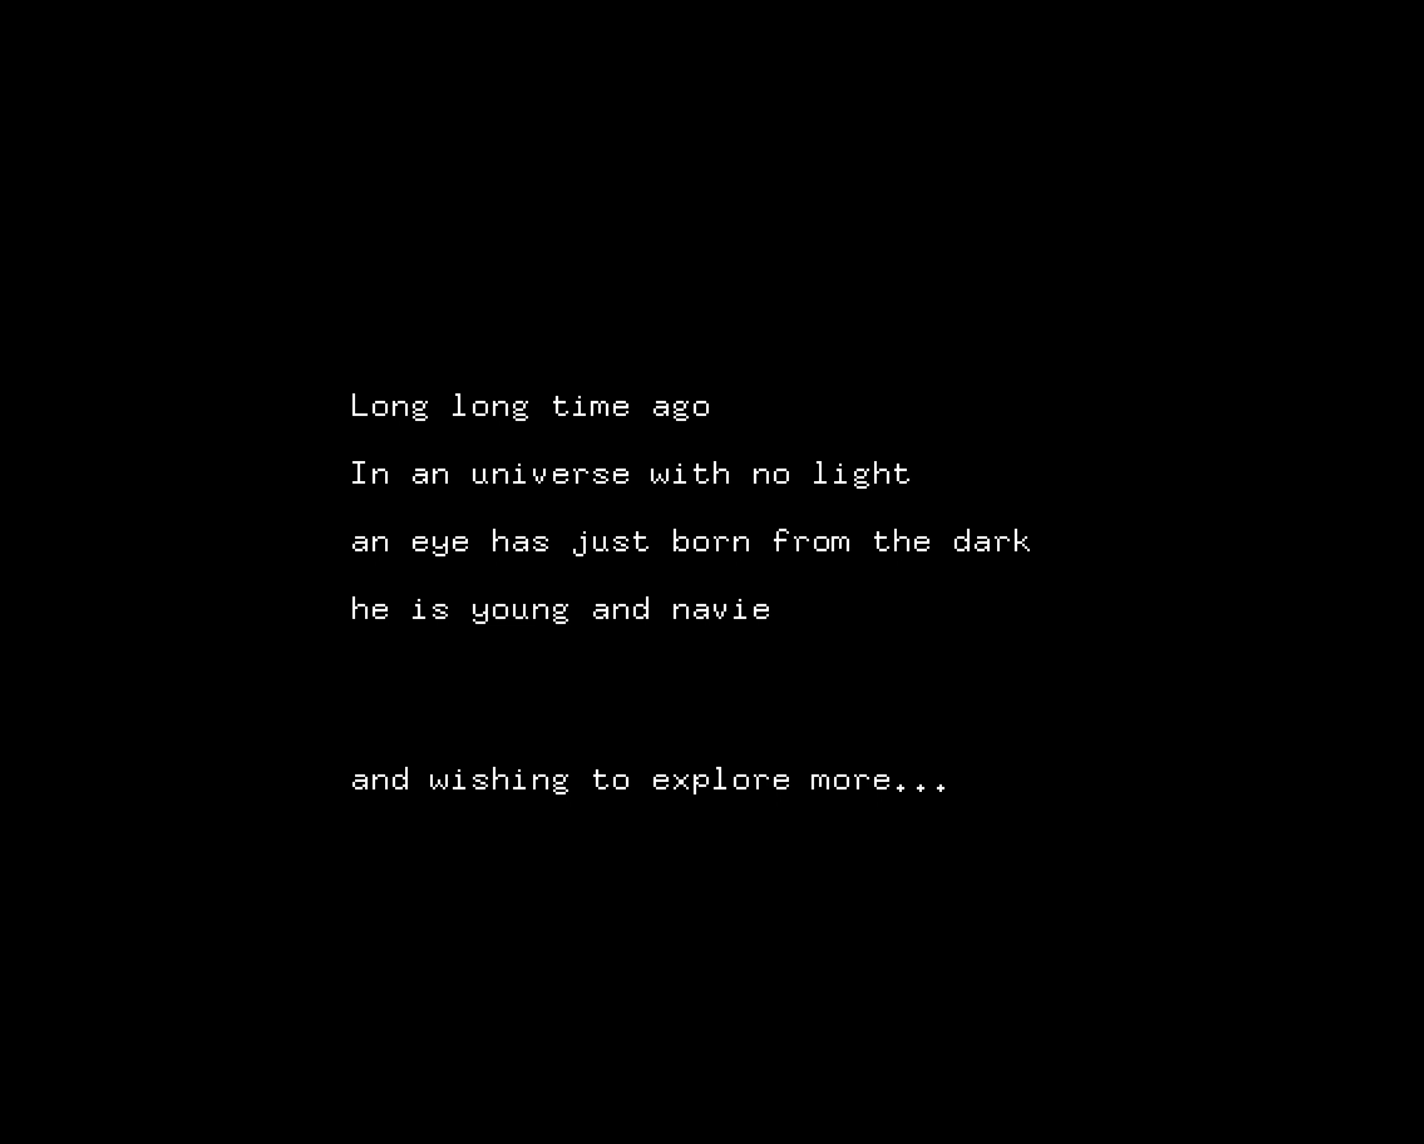 Long long time ago
In an universe with no light
an eye has just born from the dark
he is young and navie
and wishing to explore more...